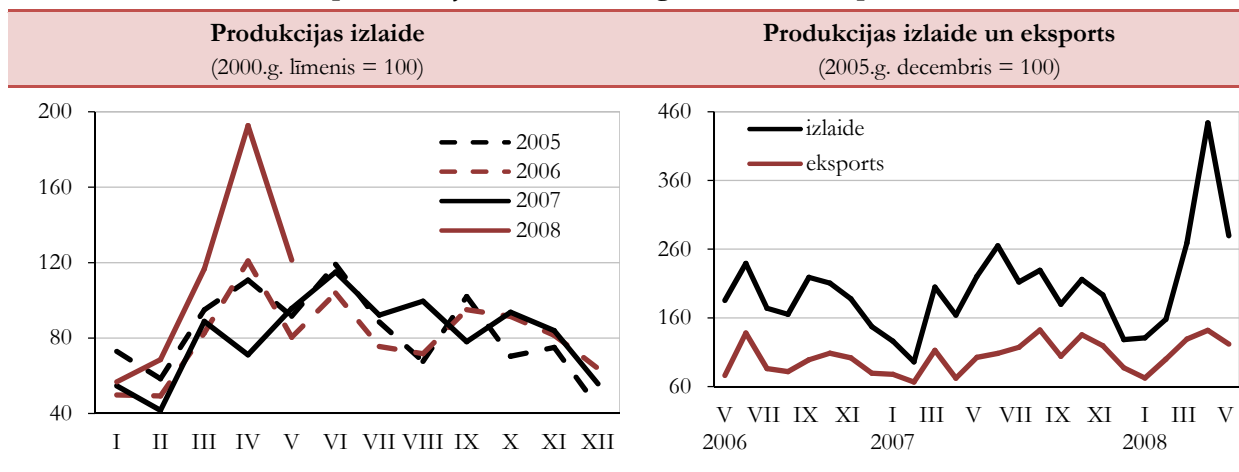 Produkcijas izlaide
(2000.g. līmenis = 100)
200
160
120
80
40
2005
2006
2007
2008
I II III IV V VI VII VIII IX X XI XII
Produkcijas izlaide un eksports
(2005.g. decembris = 100)
460
360
260
160
60
izlaide
eksports
V VII IX XI I III V VII IX XI I III V
2006 2007 2008